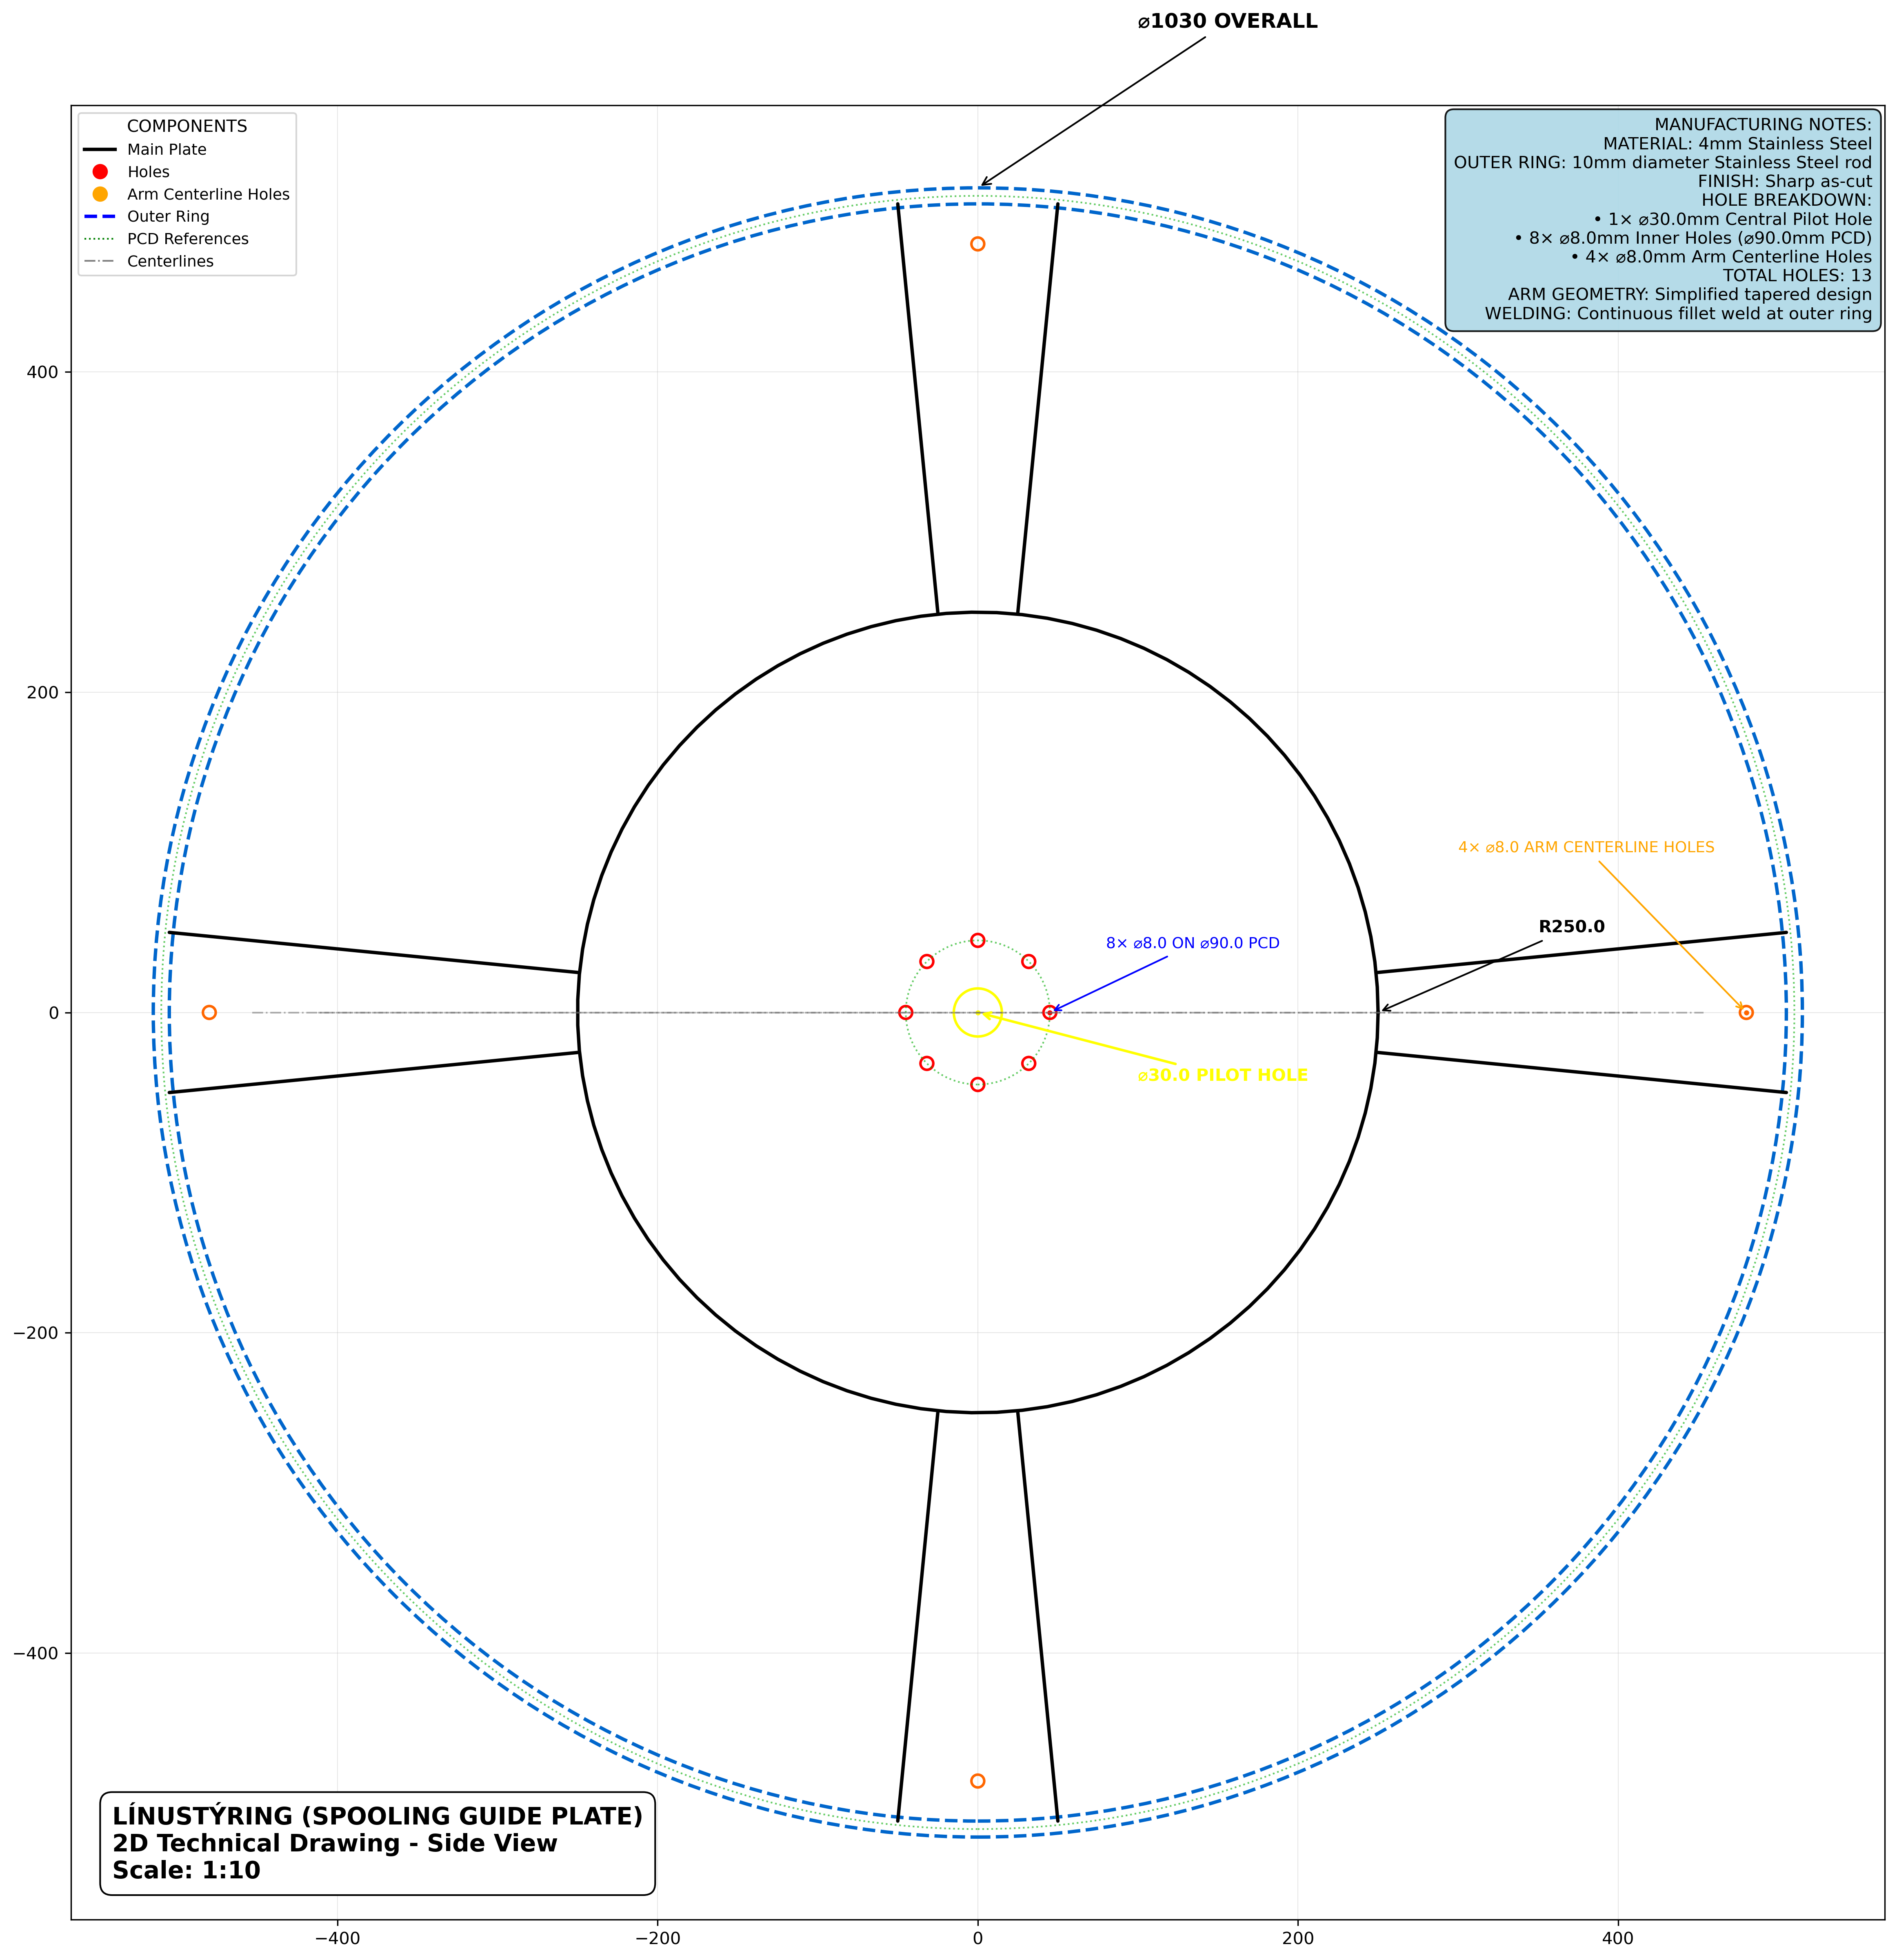 ⌀1030 OVERALL
COMPONENTS
Main Plate
Holes
Arm Centerline Holes
Outer Ring
PCD References
Centerlines
MANUFACTURING NOTES:
MATERIAL: 4mm Stainless Steel
OUTER RING: 10mm diameter Stainless Steel rod
FINISH: Sharp as-cut
HOLE BREAKDOWN:
• 1× ⌀30.0mm Central Pilot Hole
• 8× ⌀8.0mm Inner Holes (⌀90.0mm PCD)
• 4× ⌀8.0mm Arm Centerline Holes
TOTAL HOLES: 13
ARM GEOMETRY: Simplified tapered design
WELDING: Continuous fillet weld at outer ring
400
200
4× ⌀8.0 ARM CENTERLINE HOLES
R250.0
8× ⌀8.0 ON ⌀90.0 PCD
0
⌀30.0 PILOT HOLE
−200
−400
LÍNUSTÝRING (SPOOLING GUIDE PLATE)
2D Technical Drawing - Side View
Scale: 1:10
−400
−200
0
200
400